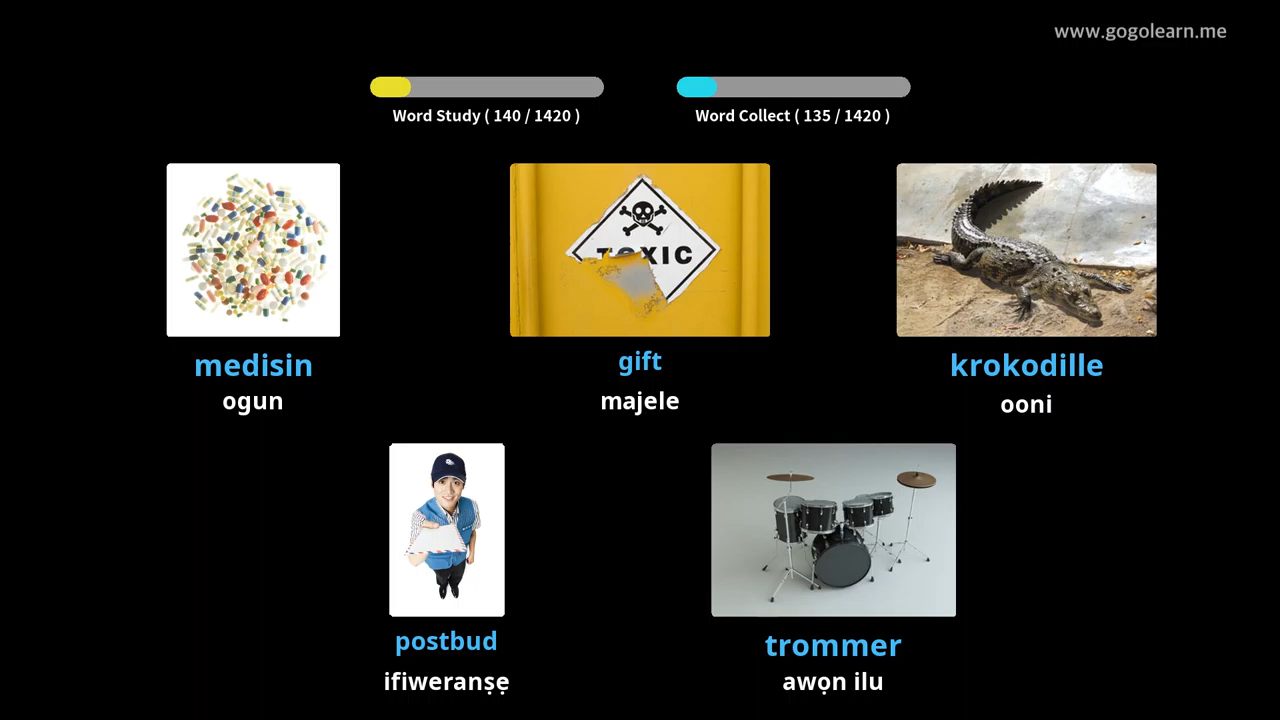 www.gogolearn.me
Word Study ( 140 / 1420 )
Word Collect ( 135 / 1420 )
TOXIC
medisin
gift
krokodille
ogun
majele
ooni
postbud
trommer
ifiweranṣẹ
awọn ilu